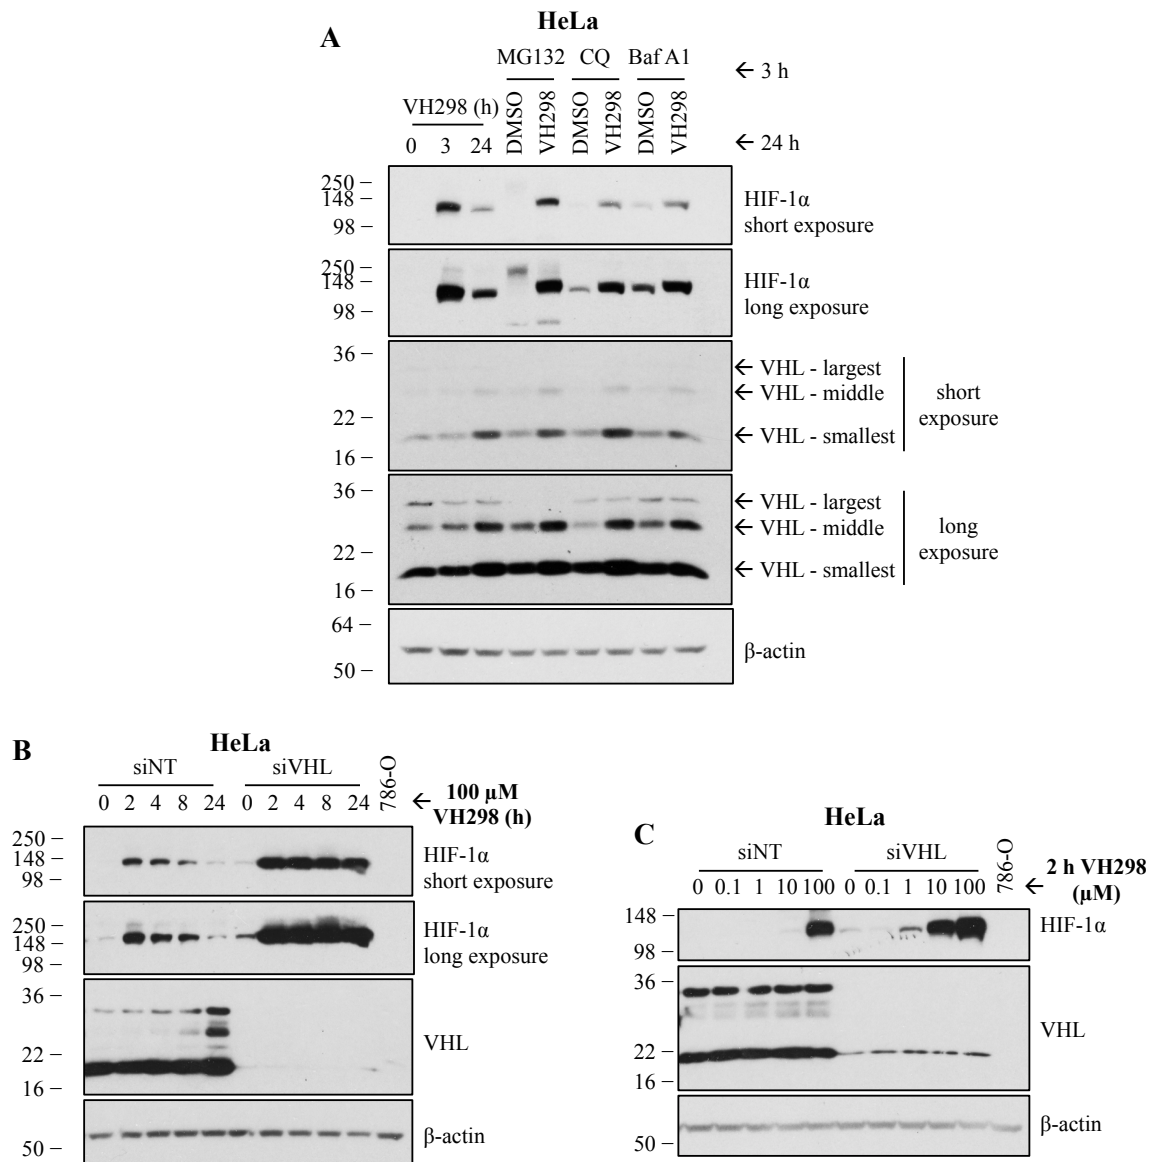 A
HeLa
MG132 CQ Baf A1
← 3 h
VH298 (h)
DMSO VH298 DMSO VH298 DMSO VH298
0 3 24
← 24 h
250
148
98
HIF-1α
short exposure
250
148
98
HIF-1α
long exposure
36
22
16
← VHL - largest
← VHL - middle
← VHL - smallest
short
exposure
36
22
16
← VHL - largest
← VHL - middle
← VHL - smallest
long
exposure
64
50
β-actin
B
HeLa
siNT siVHL
786-O
0 2 4 8 24 0 2 4 8 24
← 100 µM
VH298 (h)
250
148
98
HIF-1α
short exposure
250
148
98
HIF-1α
long exposure
36
22
16
VHL
50
β-actin
C
HeLa
siNT siVHL
786-O
0 0.1 1 10 100 0 0.1 1 10 100
← 2 h VH298
(µM)
148
98
HIF-1α
36
22
16
VHL
50
β-actin